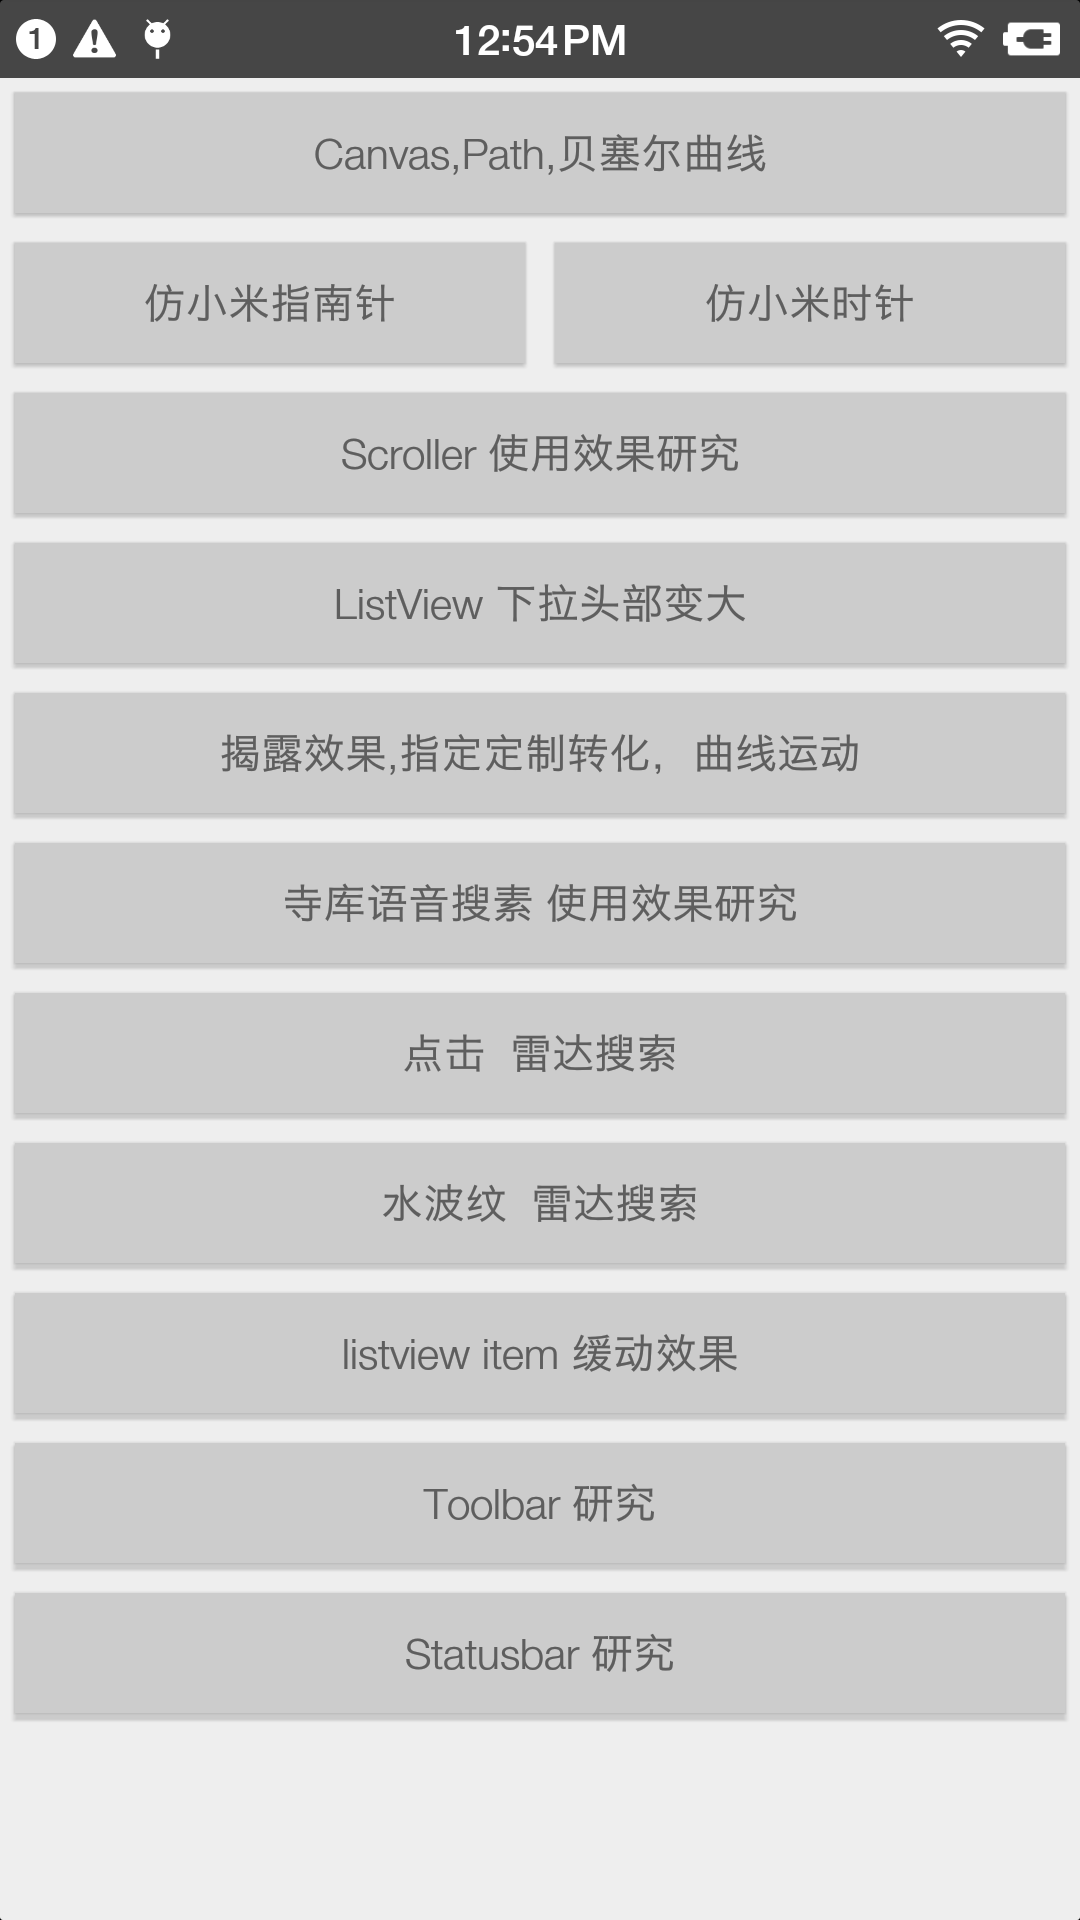 1 12:54 PM
Canvas,Path,贝塞尔曲线
仿小米指南针 仿小米时针
Scroller 使用效果研究
ListView 下拉头部变大
揭露效果,指定定制转化，曲线运动
寺库语音搜素 使用效果研究
点击 雷达搜索
水波纹 雷达搜索
listview item 缓动效果
Toolbar 研究
Statusbar 研究